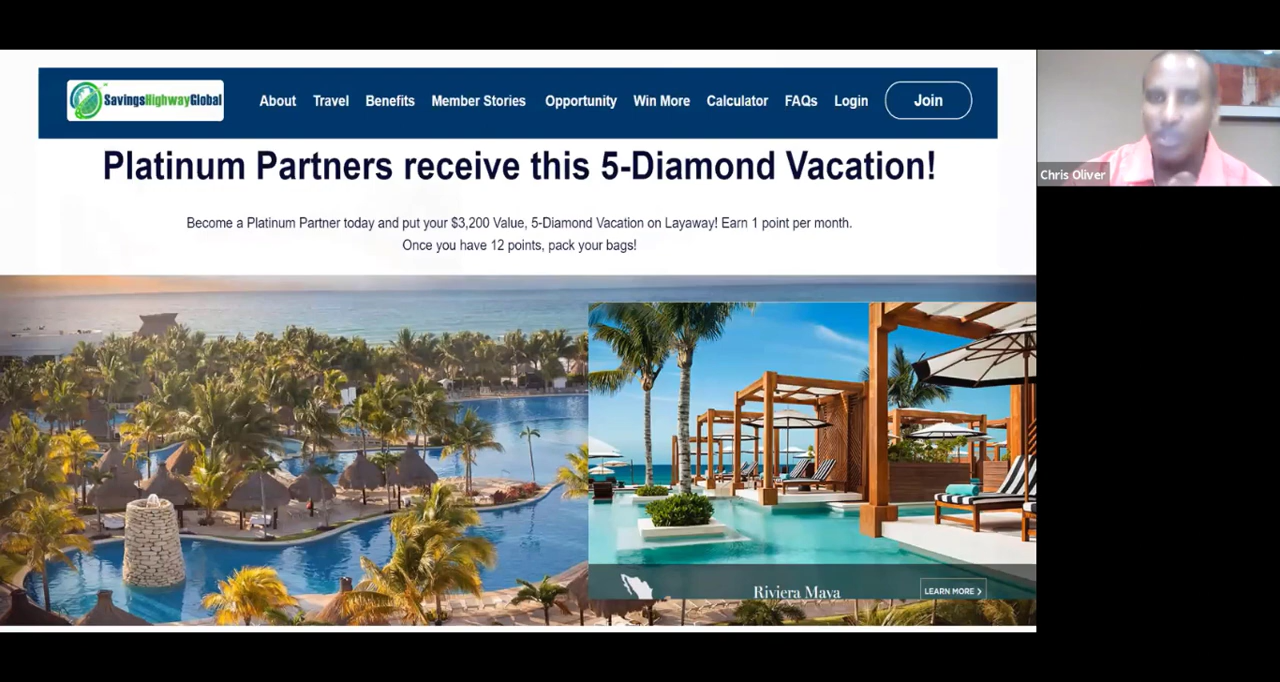 SavingsHighwayGlobal
About
Travel
Benefits
Member Stories
Opportunity
Win More
Calculator
FAQs
Login
Join
Platinum Partners receive this 5-Diamond Vacation!
Become a Platinum Partner today and put your $3,200 Value, 5-Diamond Vacation on Layaway! Earn 1 point per month.
Once you have 12 points, pack your bags!
Riviera Maya
LEARN MORE
Chris Oliver